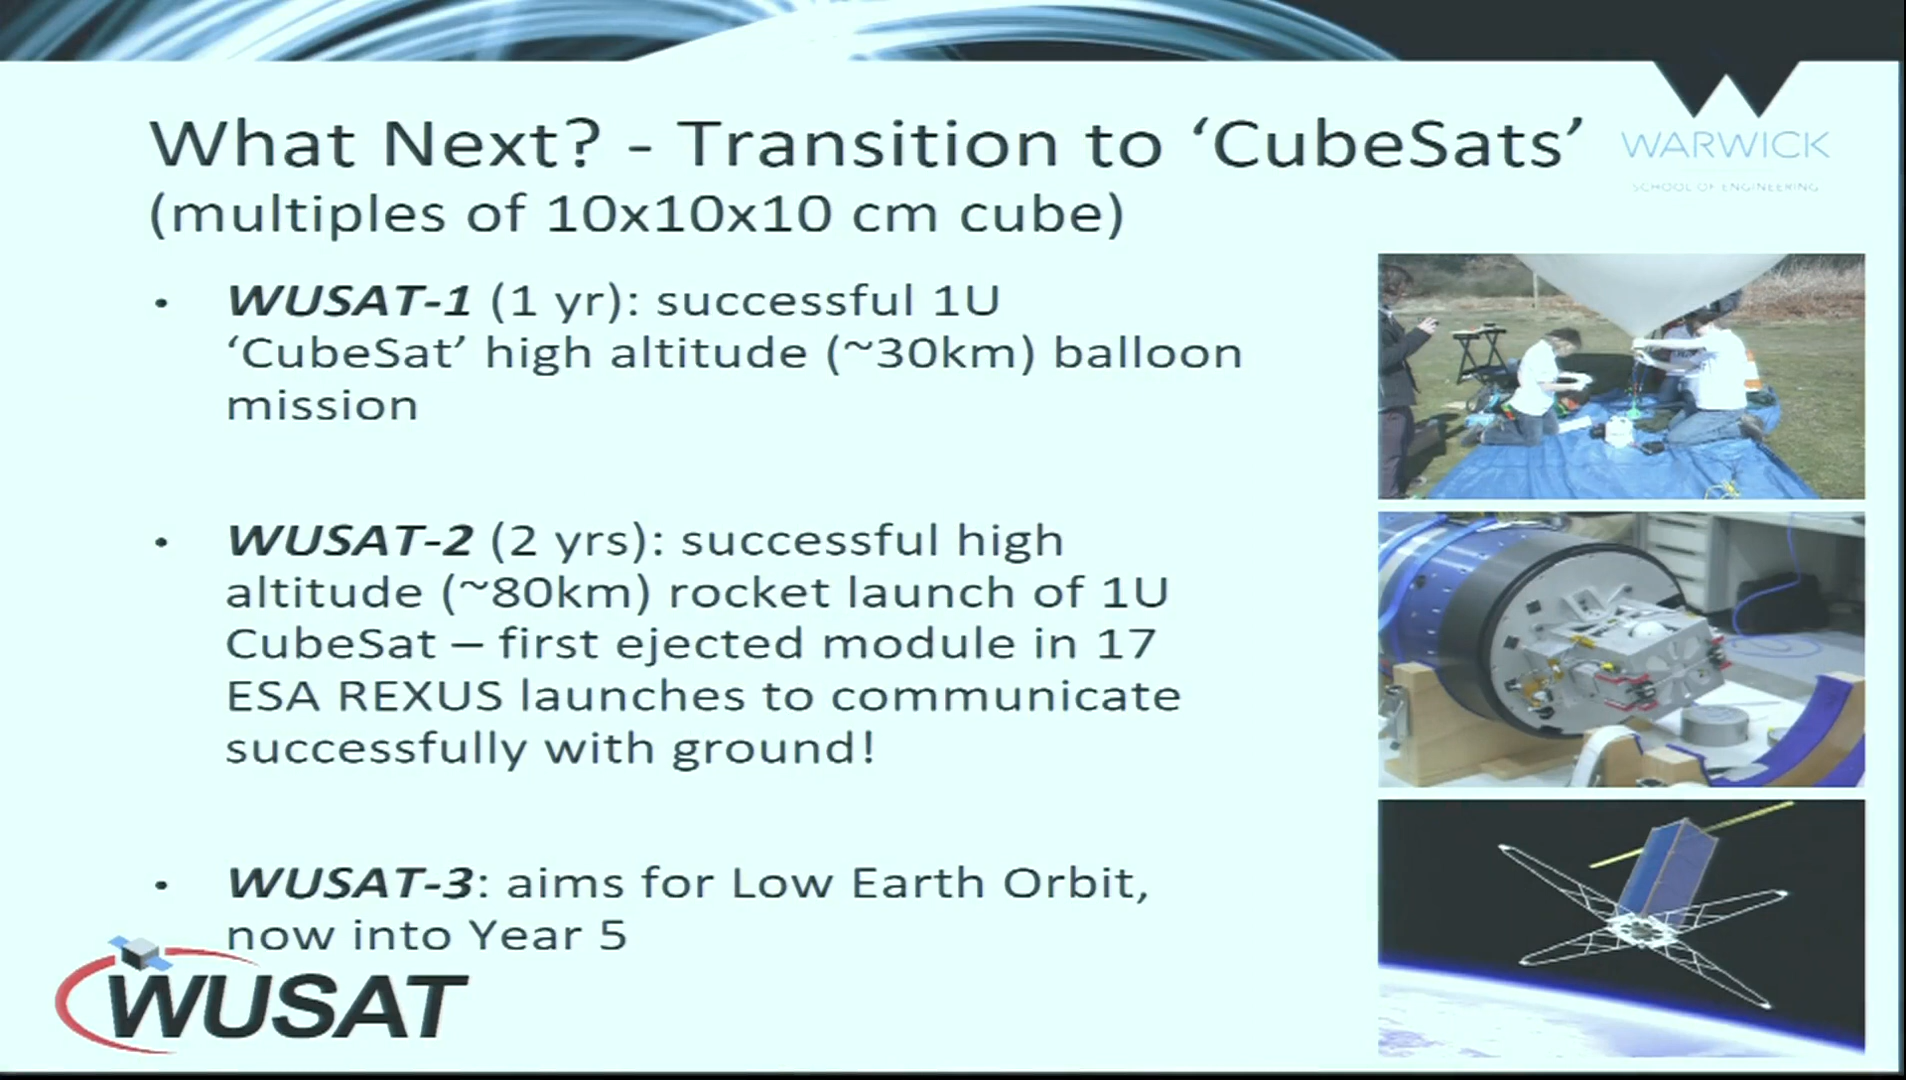 What Next? - Transition to ‘CubeSats’
(multiples of 10x10x10 cm cube)
WARWICK
SCHOOL OF ENGINEERING
• WUSAT-1 (1 yr): successful 1U
‘CubeSat’ high altitude (~30km) balloon
mission
• WUSAT-2 (2 yrs): successful high
altitude (~80km) rocket launch of 1U
CubeSat – first ejected module in 17
ESA REXUS launches to communicate
successfully with ground!
• WUSAT-3: aims for Low Earth Orbit,
now into Year 5
WUSAT